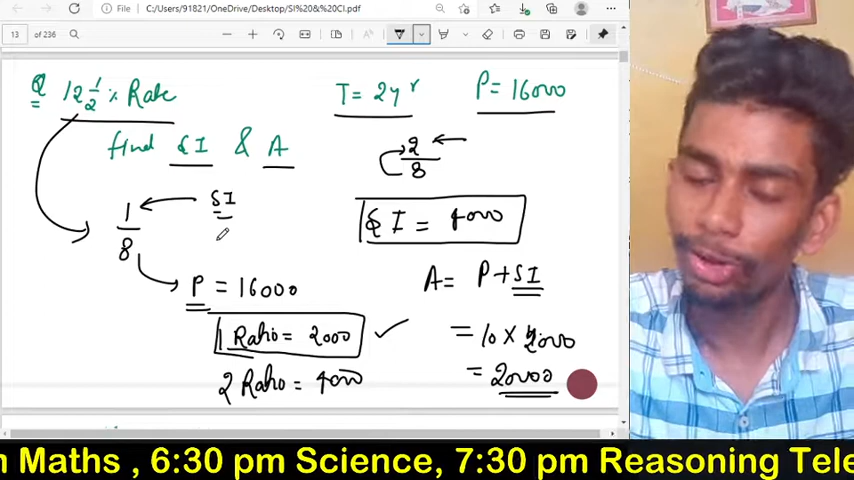 File
C:/Users/91821/OneDrive/Desktop/SI%20&%20CI.pdf
13 of 236
Q 12 1/2 % Rate T = 2yr P = 16000
find SI & A
2/8
1/8 SI
SI = 4000
P = 16000
A = P + SI
1 Ratio = 2000
= 10 X 2000
2 Ratio = 4000
= 20000
n Maths , 6:30 pm Science, 7:30 pm Reasoning Tele